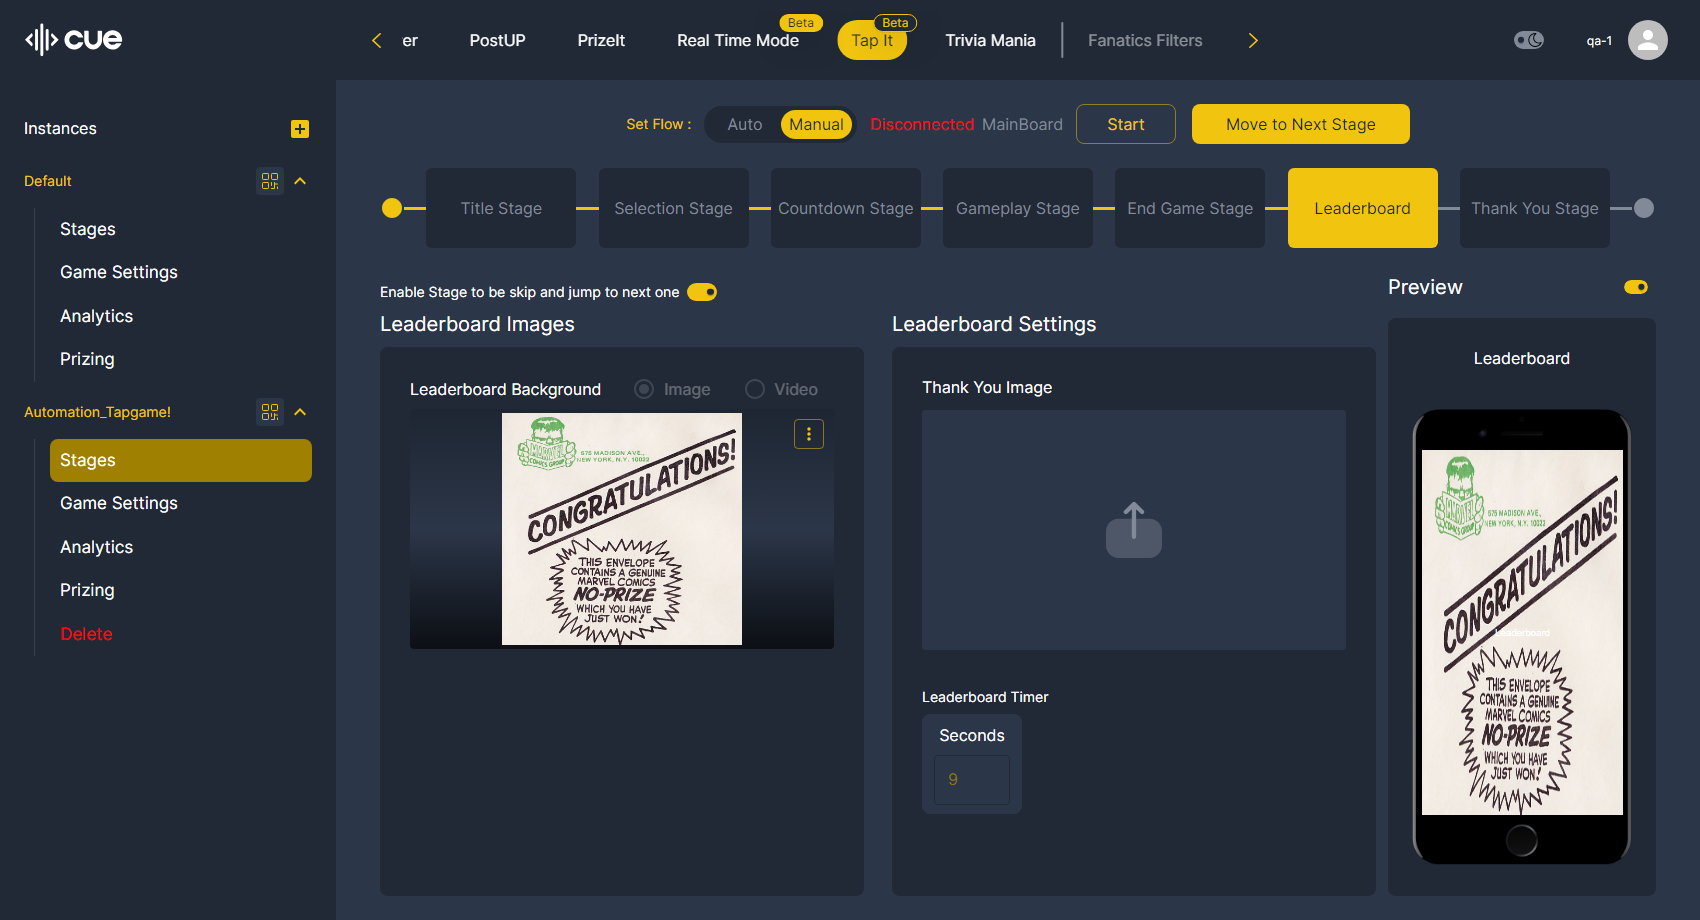 cue
er
PostUP
PrizeIt
Real Time Mode
Beta
Tap It
Beta
Trivia Mania
Fanatics Filters
qa-1
Instances
Default
Stages
Game Settings
Analytics
Prizing
Automation_Tapgame!
Stages
Game Settings
Analytics
Prizing
Delete
Set Flow :
Auto
Manual
Disconnected MainBoard
Start
Move to Next Stage
Title Stage
Selection Stage
Countdown Stage
Gameplay Stage
End Game Stage
Leaderboard
Thank You Stage
Enable Stage to be skip and jump to next one
Leaderboard Images
Leaderboard Background
Image
Video
MARVEL
COMICS GROUP
575 MADISON AVE.,
NEW YORK, N.Y. 10022
CONGRATULATIONS!
THIS ENVELOPE
CONTAINS A GENUINE
MARVEL COMICS
NO-PRIZE
WHICH YOU HAVE
JUST WON!
Leaderboard Settings
Thank You Image
Leaderboard Timer
Seconds
9
Preview
Leaderboard
MARVEL
COMICS GROUP
575 MADISON AVE.,
NEW YORK, N.Y. 10022
CONGRATULATIONS!
Leaderboard
THIS ENVELOPE
CONTAINS A GENUINE
MARVEL COMICS
NO-PRIZE
WHICH YOU HAVE
JUST WON!